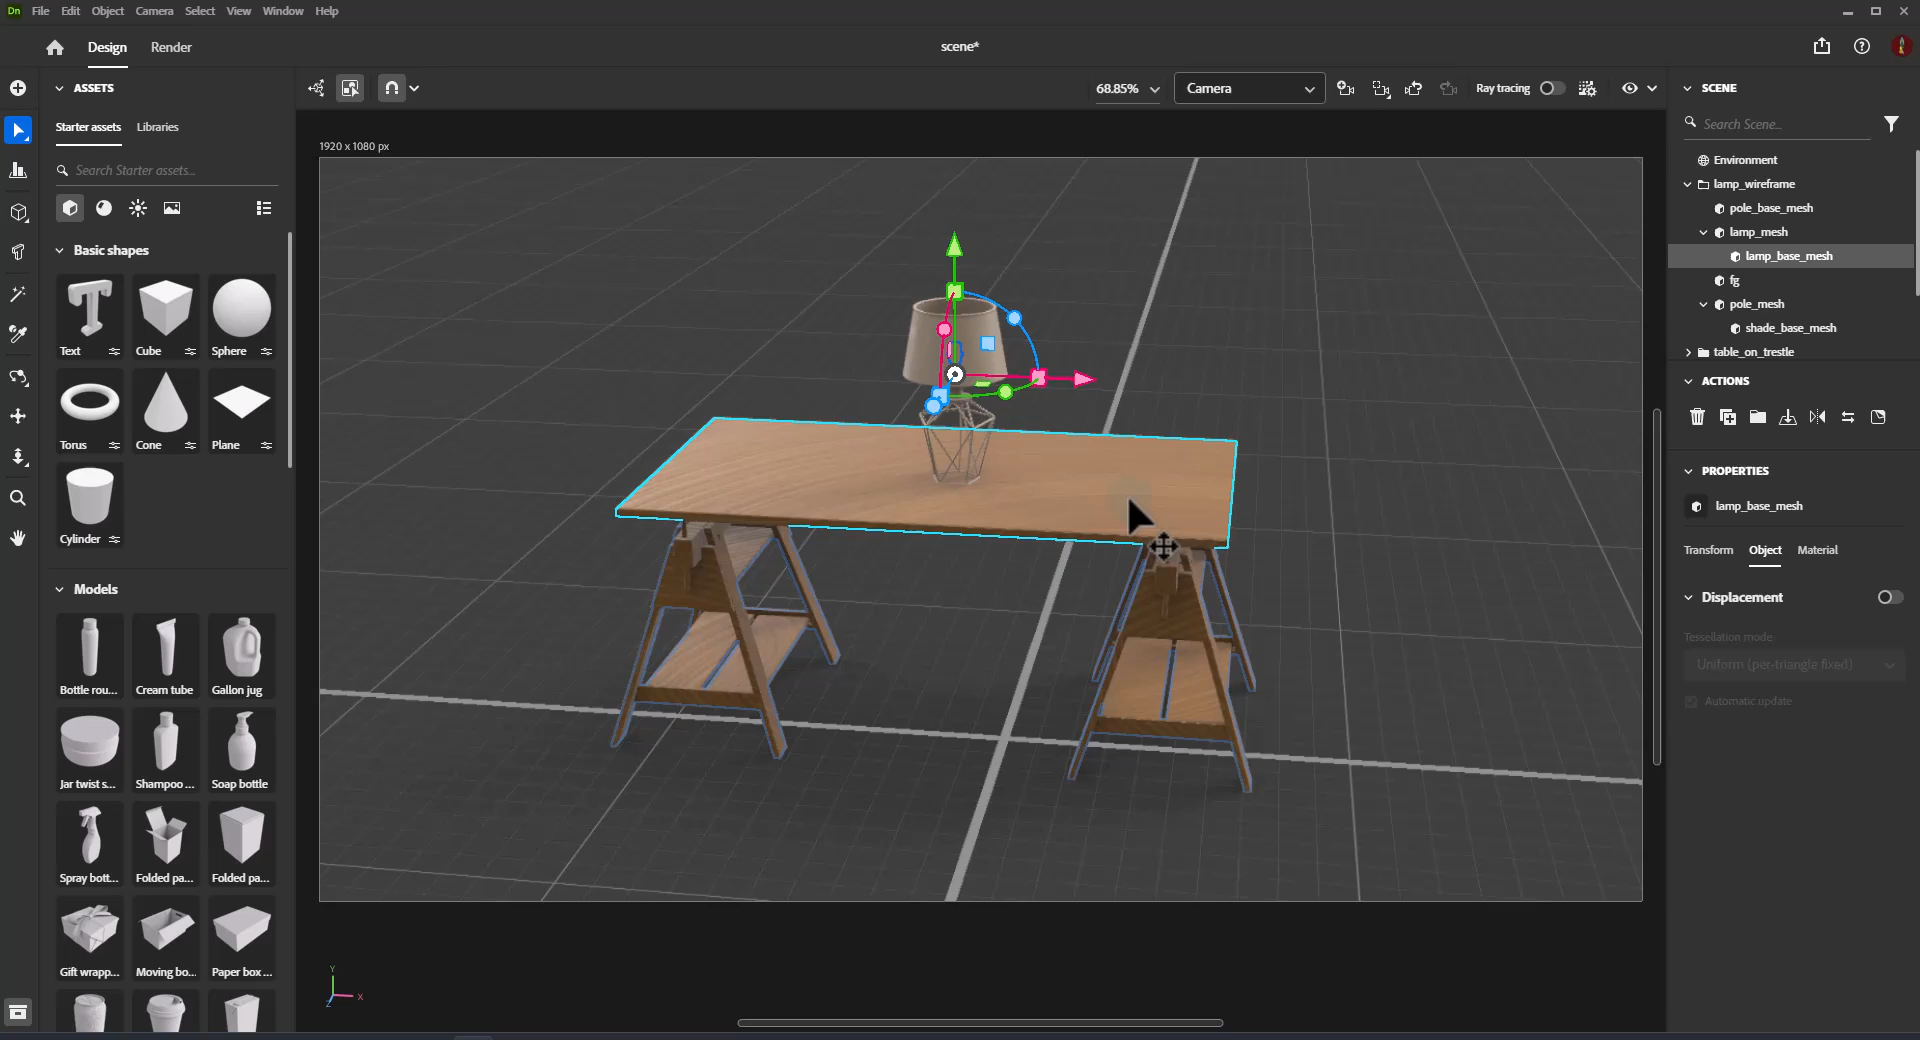 Dn File Edit Object Camera Select View Window Help
Design Render scene*
ASSETS
Starter assets Libraries
Search Starter assets...
Basic shapes
Text Cube Sphere
Torus Cone Plane
Cylinder
Models
Bottle rou... Cream tube Gallon jug
Jar twist s... Shampoo ... Soap bottle
Spray bott... Folded pa... Folded pa...
Gift wrapp... Moving bo... Paper box ...
68.85% Camera Ray tracing
1920 x 1080 px
Y
X
Z
SCENE
Search Scene...
Environment
lamp_wireframe
pole_base_mesh
lamp_mesh
lamp_base_mesh
fg
pole_mesh
shade_base_mesh
table_on_trestle
ACTIONS
PROPERTIES
lamp_base_mesh
Transform Object Material
Displacement
Tessellation mode
Uniform (per-triangle fixed)
Automatic update